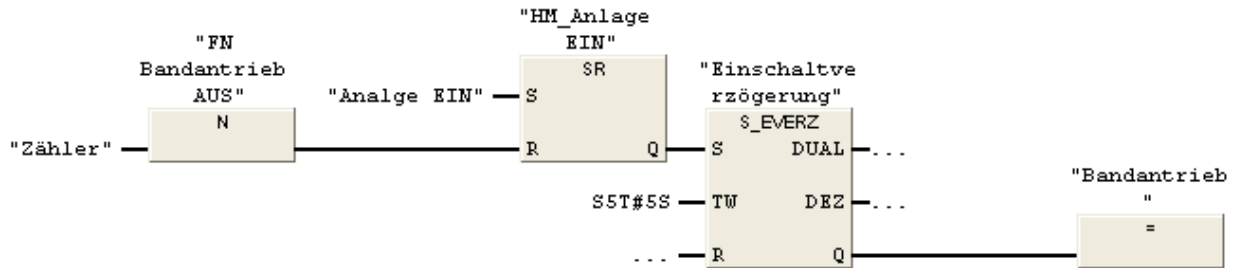 "HM_Anlage
EIN"
"FN
Bandantrieb
AUS"
SR
"Einschaltve
rzögerung"
"Analge EIN"
S
N
S_EVERZ
"Zähler"
R
Q
S
DUAL
...
"Bandantrieb
"
S5T#5S
TW
DEZ
...
=
...
R
Q